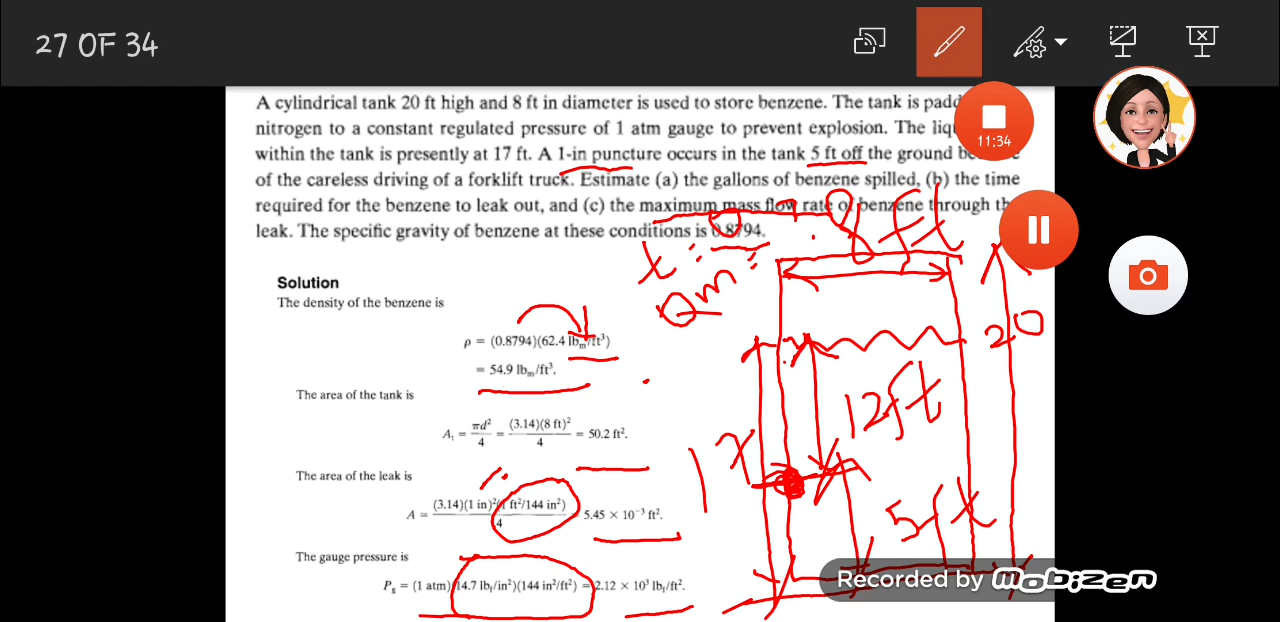 27 OF 34
11:34
A cylindrical tank 20 ft high and 8 ft in diameter is used to store benzene. The tank is padd
nitrogen to a constant regulated pressure of 1 atm gauge to prevent explosion. The liq
within the tank is presently at 17 ft. A 1-in puncture occurs in the tank 5 ft off the ground
of the careless driving of a forklift truck. Estimate (a) the gallons of benzene spilled, (b) the time
required for the benzene to leak out, and (c) the maximum mass flow rate of benzene through th
leak. The specific gravity of benzene at these conditions is 0.8794.
8 ft
t :
Qm :
20
12ft
17
5ft
Solution
The density of the benzene is
ρ = (0.8794)(62.4 lbm/ft³)
= 54.9 lbm/ft³.
The area of the tank is
At = πd²/4 = (3.14)(8 ft)²/4 = 50.2 ft².
The area of the leak is
A = (3.14)(1 in)²(1 ft²/144 in²)/4 = 5.45 × 10⁻³ ft².
The gauge pressure is
Pg = (1 atm)(14.7 lbf/in²)(144 in²/ft²) = 2.12 × 10³ lbf/ft².
Recorded by mobizen